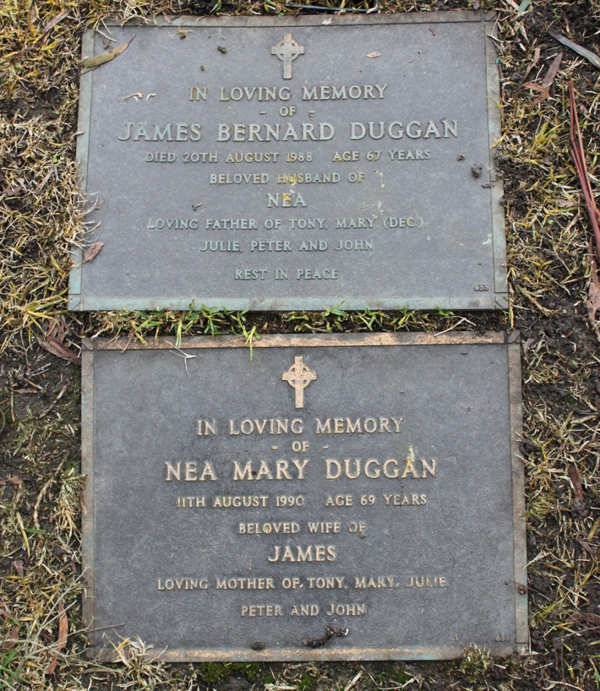 IN LOVING MEMORY
- OF -
JAMES BERNARD DUGGAN
DIED 20TH AUGUST 1988 AGE 67 YEARS
BELOVED HUSBAND OF
NEA
LOVING FATHER OF TONY, MARY (DEC)
JULIE, PETER AND JOHN
REST IN PEACE
IN LOVING MEMORY
- OF -
NEA MARY DUGGAN
11TH AUGUST 1990 AGE 69 YEARS
BELOVED WIFE OF
JAMES
LOVING MOTHER OF, TONY, MARY, JULIE
PETER AND JOHN